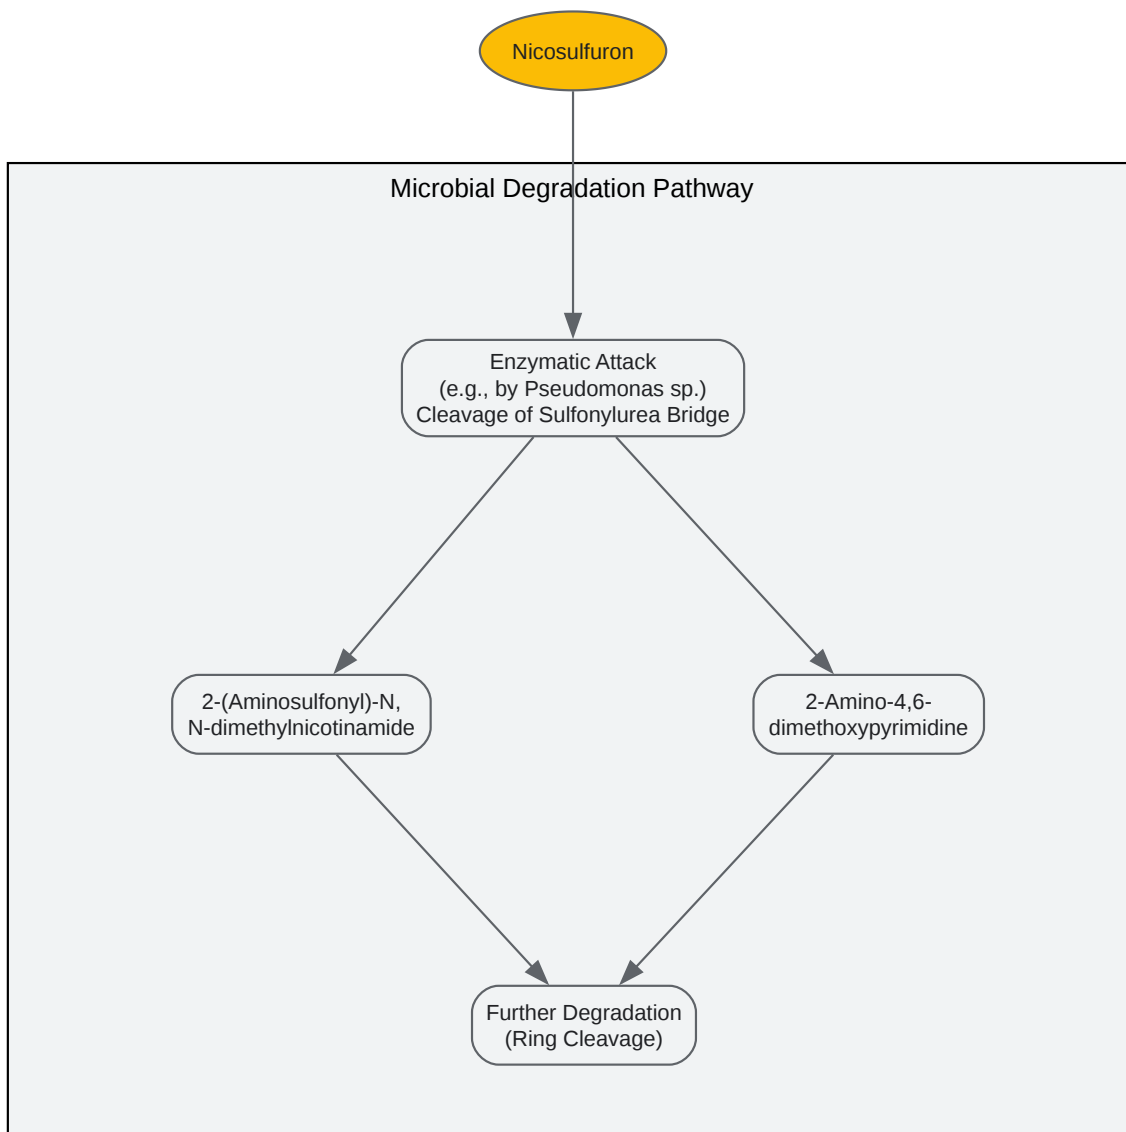 Nicosulfuron
Microbial Degradation Pathway
Enzymatic Attack
(e.g., by Pseudomonas sp.)
Cleavage of Sulfonylurea Bridge
2-(Aminosulfonyl)-N,
N-dimethylnicotinamide
2-Amino-4,6-
dimethoxypyrimidine
Further Degradation
(Ring Cleavage)